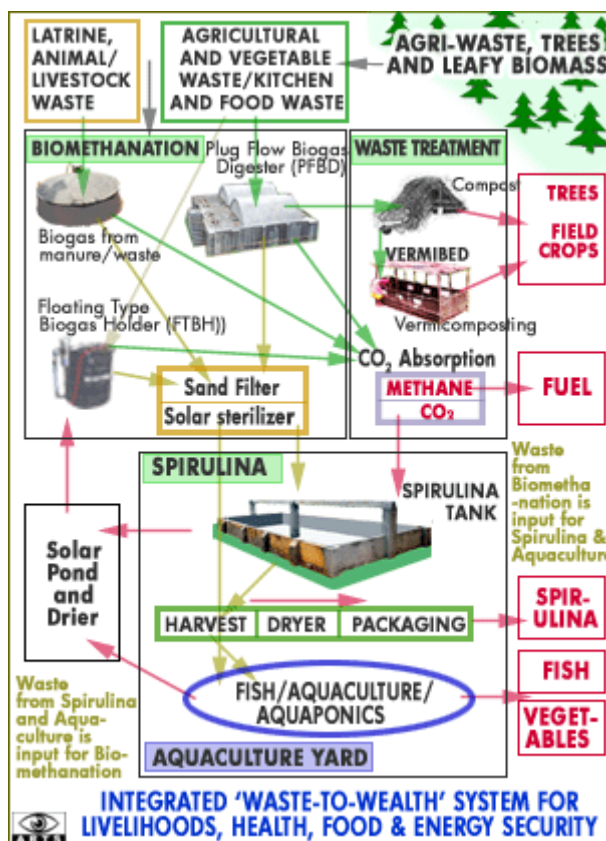 LATRINE,
ANIMAL/
LIVESTOCK
WASTE
AGRICULTURAL
AND VEGETABLE
WASTE/KITCHEN
AND FOOD WASTE
AGRI-WASTE, TREES
AND LEAFY BIOMASS
BIOMETHANATION
Plug Flow Biogas
Digester (PFBD)
WASTE TREATMENT
Compost
TREES
FIELD
CROPS
Biogas from
manure/waste
VERMIBED
Vermicomposting
Floating Type
Biogas Holder (FTBH))
CO₂ Absorption
Sand Filter
Solar sterilizer
METHANE
CO₂
FUEL
SPIRULINA
SPIRULINA
TANK
Waste
from
Biometha
-nation is
input for
Spirulina &
Aquaculture
Solar
Pond
and
Drier
HARVEST
DRYER
PACKAGING
SPIR-
ULINA
FISH/AQUACULTURE/
AQUAPONICS
FISH
VEGET-
ABLES
Waste
from Spirulina
and Aqua-
culture is
input for Bio-
methanation
AQUACULTURE YARD
INTEGRATED 'WASTE-TO-WEALTH' SYSTEM FOR
LIVELIHOODS, HEALTH, FOOD & ENERGY SECURITY